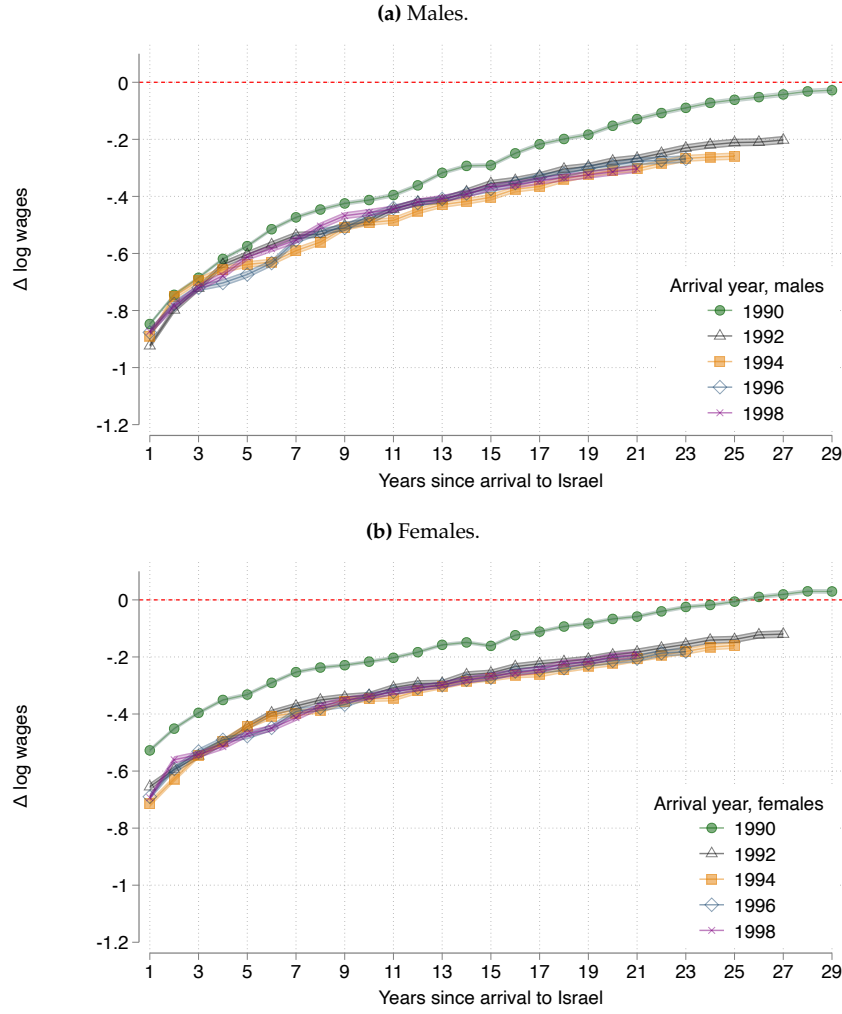 (a) Males.
0
-.2
-.4
-.6
-.8
-1
-1.2
Δ log wages
Arrival year, males
1990
1992
1994
1996
1998
1 3 5 7 9 11 13 15 17 19 21 23 25 27 29
Years since arrival to Israel
(b) Females.
0
-.2
-.4
-.6
-.8
-1
-1.2
Δ log wages
Arrival year, females
1990
1992
1994
1996
1998
1 3 5 7 9 11 13 15 17 19 21 23 25 27 29
Years since arrival to Israel